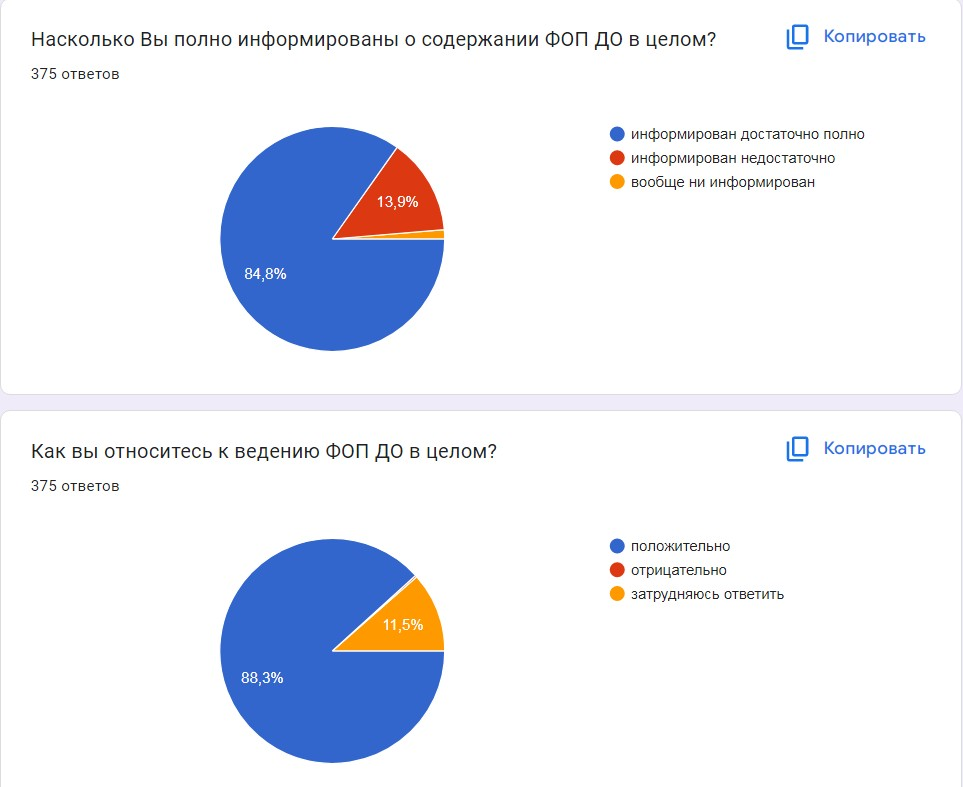 Насколько Вы полно информированы о содержании ФОП ДО в целом?
Копировать
375 ответов
информирован достаточно полно
информирован недостаточно
вообще ни информирован
13,9%
84,8%
Как вы относитесь к ведению ФОП ДО в целом?
Копировать
375 ответов
положительно
отрицательно
затрудняюсь ответить
11,5%
88,3%